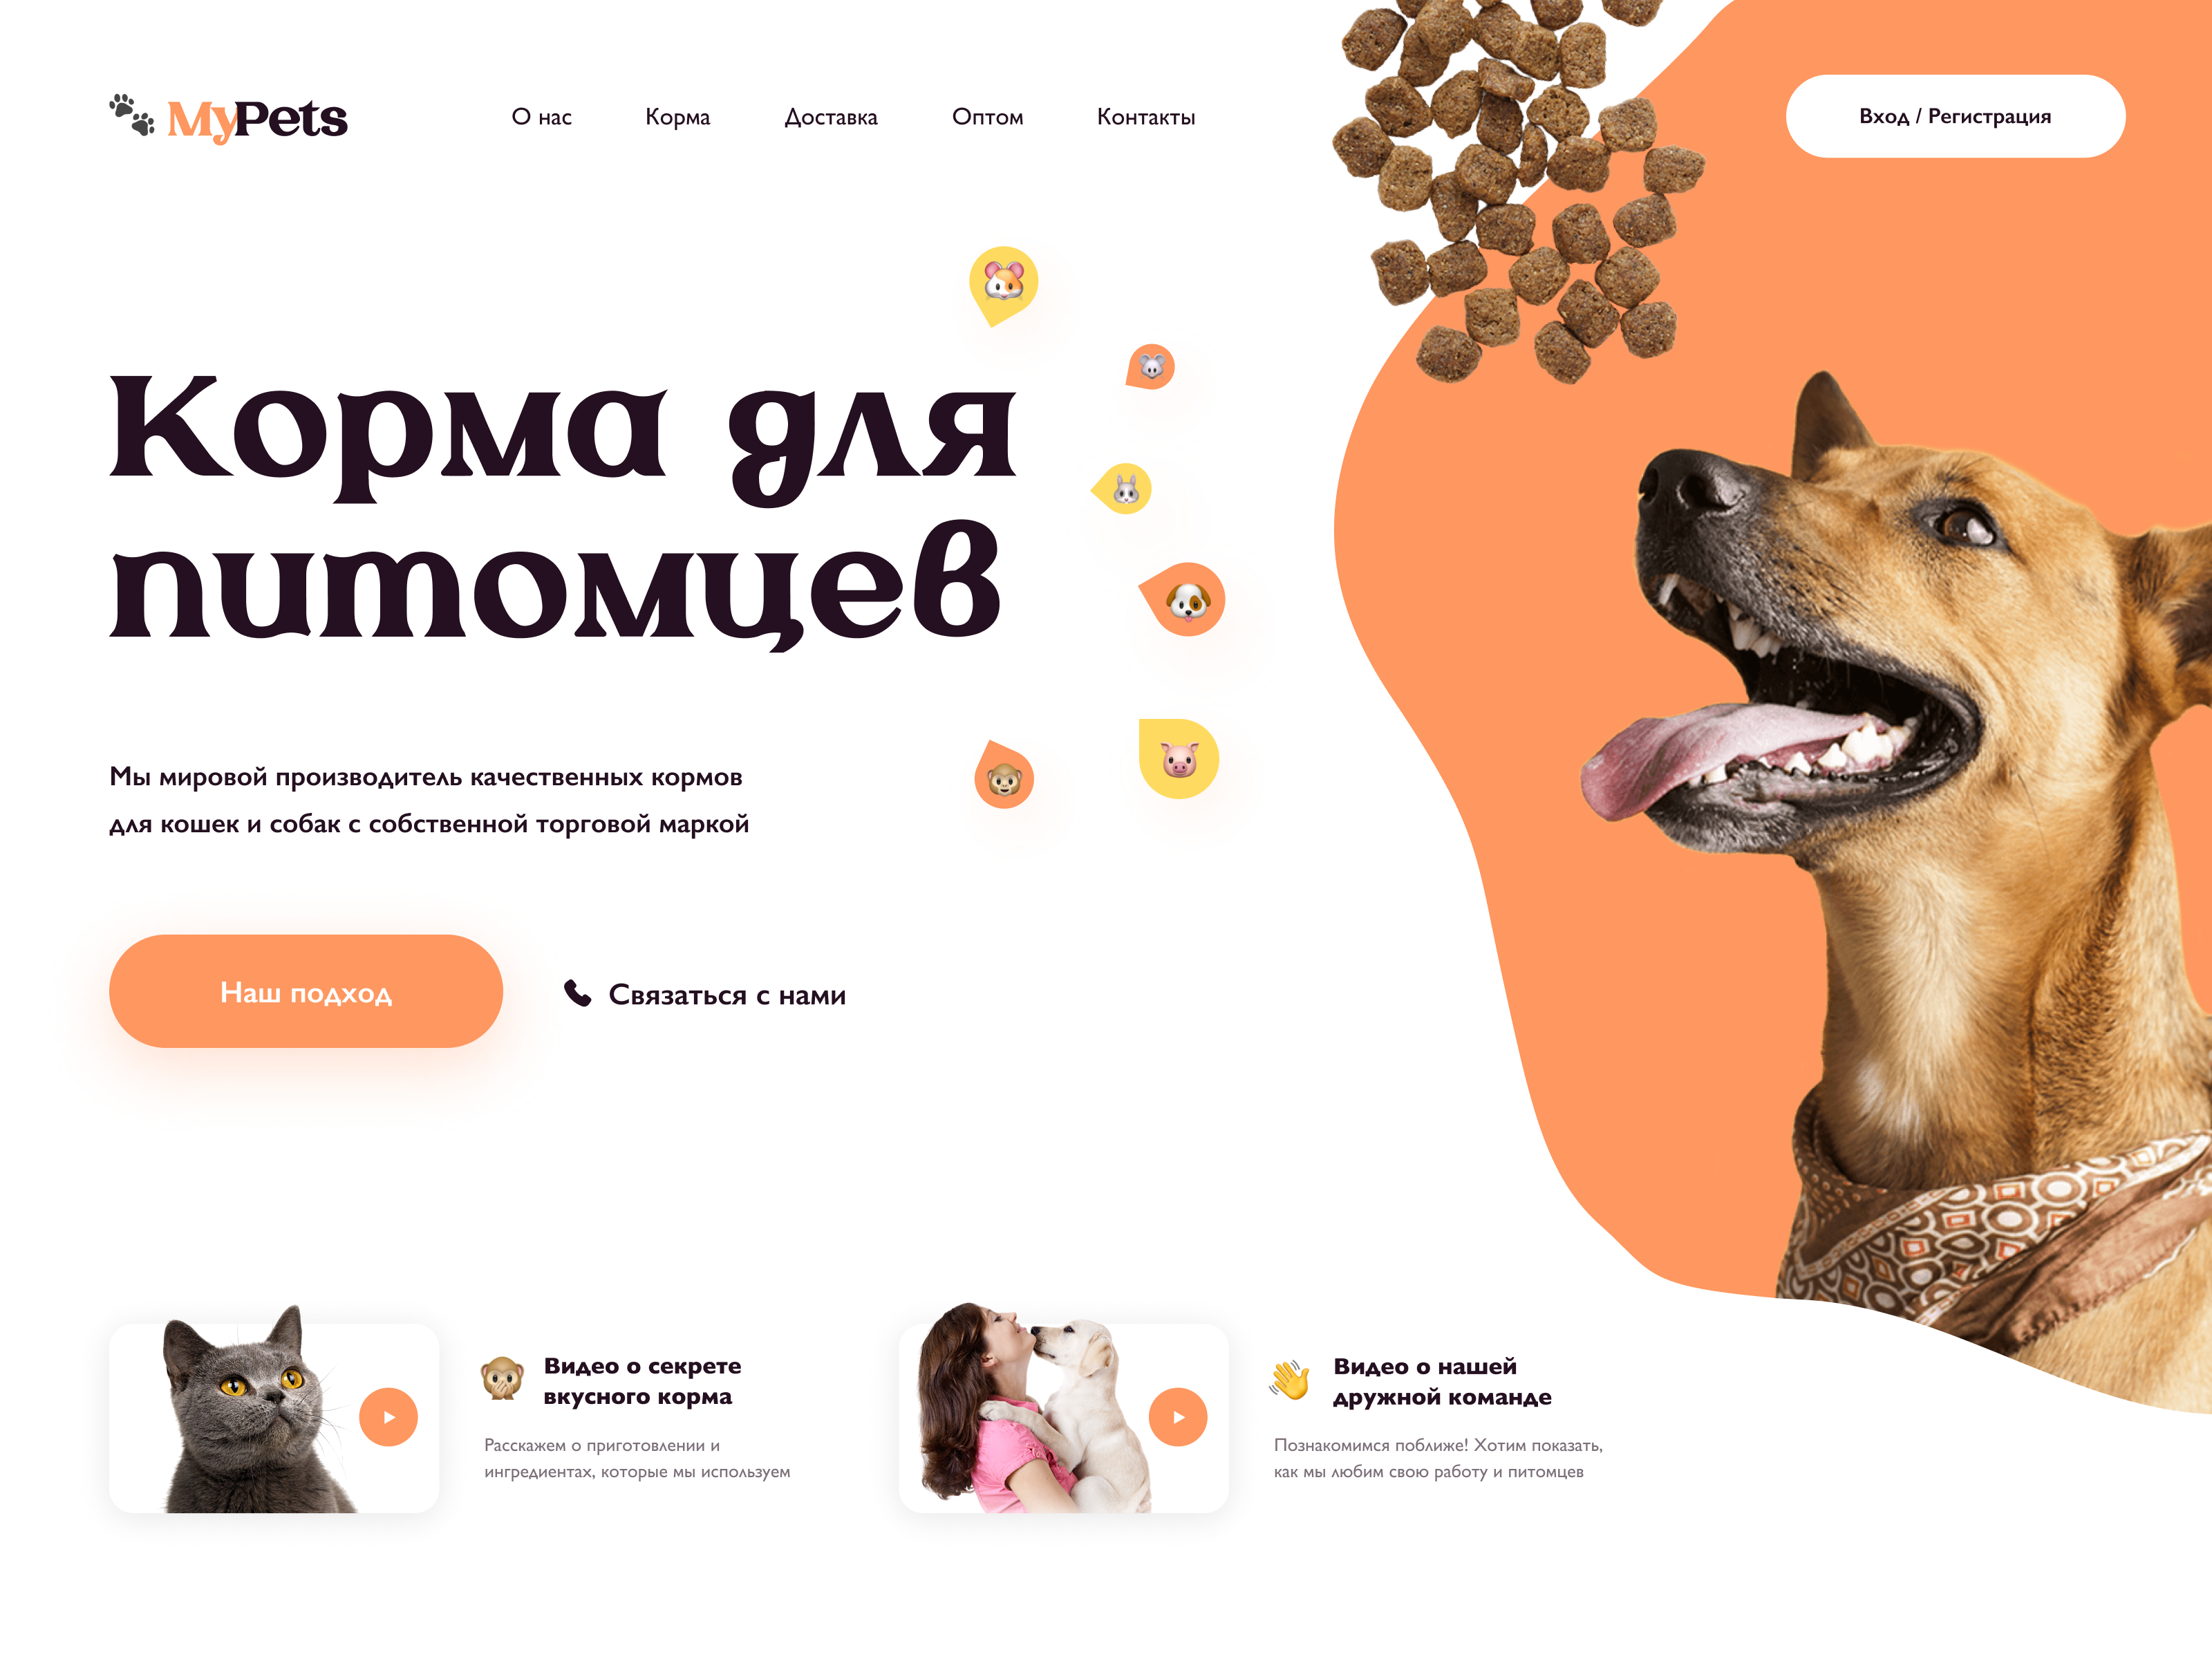 MyPets
О нас
Корма
Доставка
Оптом
Контакты
Вход / Регистрация
Корма для
питомцев
Мы мировой производитель качественных кормов
для кошек и собак с собственной торговой маркой
Наш подход
Связаться с нами
Видео о секрете
вкусного корма
Расскажем о приготовлении и
ингредиентах, которые мы используем
Видео о нашей
дружной команде
Познакомимся поближе! Хотим показать,
как мы любим свою работу и питомцев